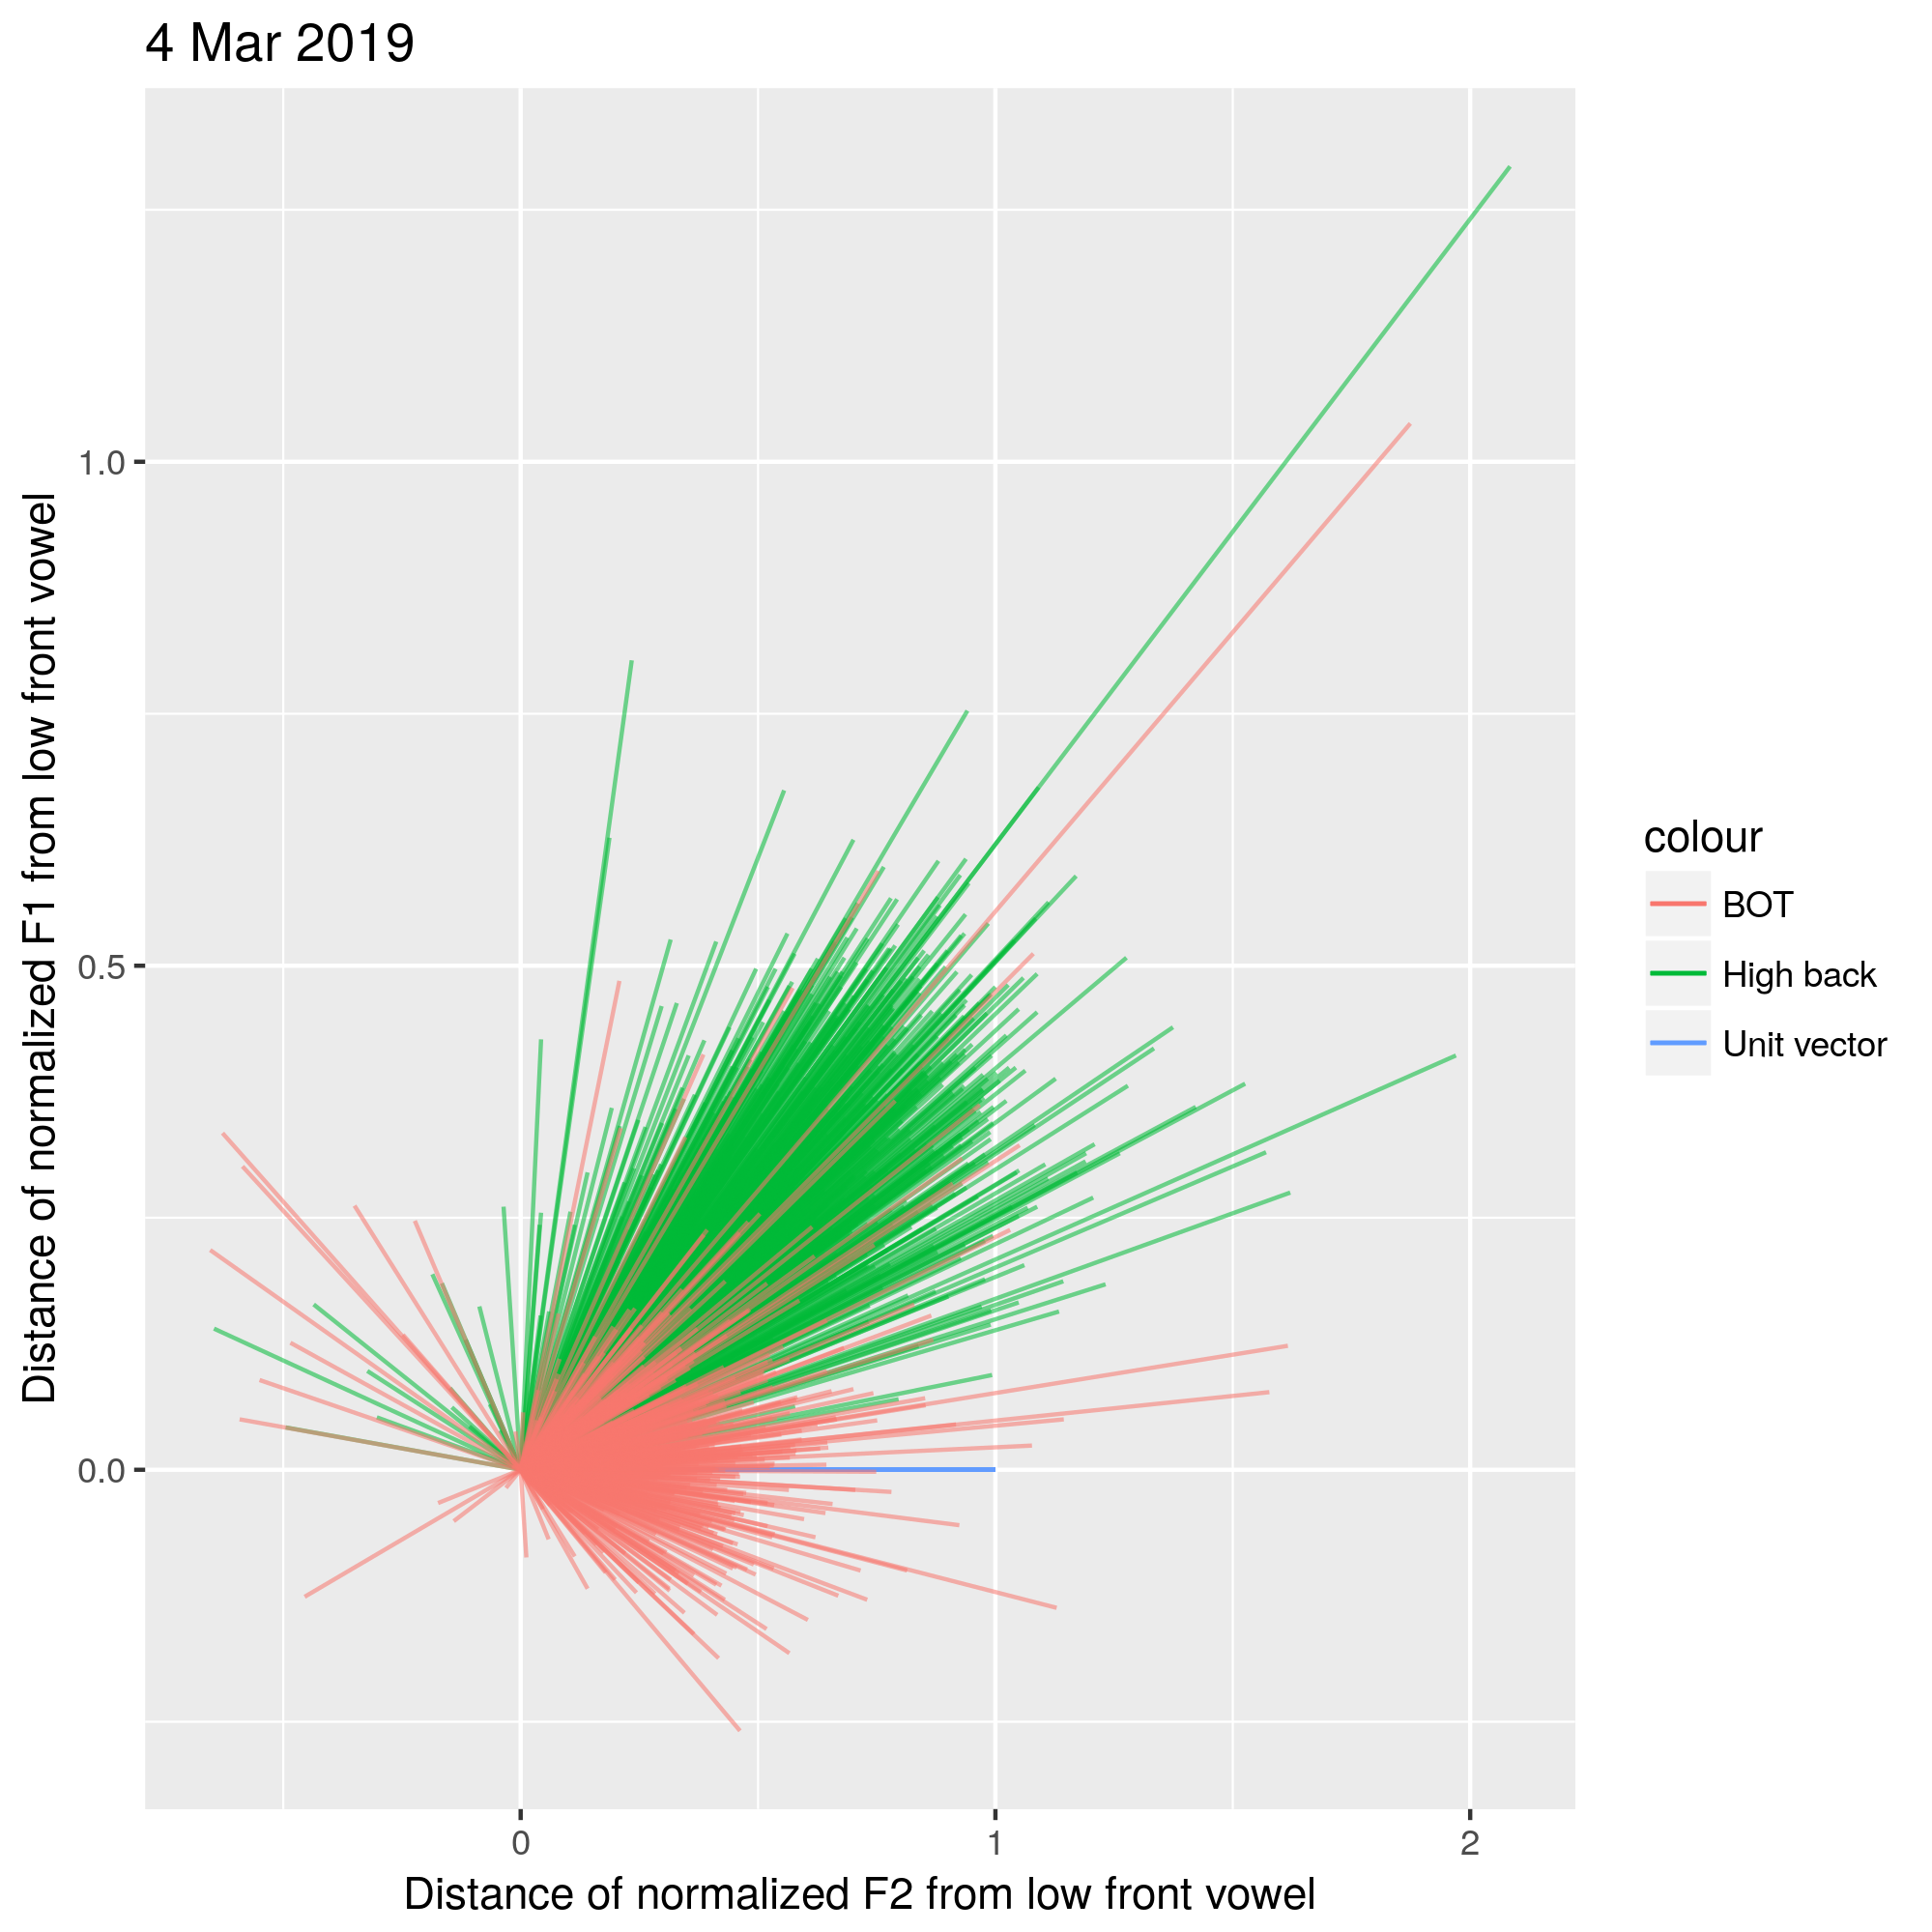 4 Mar 2019
Distance of normalized F1 from low front vowel
1.0
0.5
0.0
0
1
2
Distance of normalized F2 from low front vowel
colour
BOT
High back
Unit vector